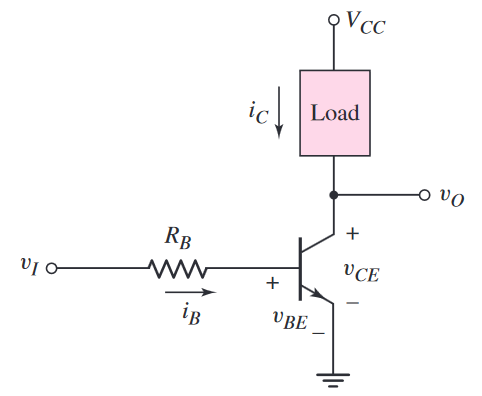 V_CC
i_C
Load
v_O
R_B
+
v_I
v_CE
+
i_B
v_BE
–
–